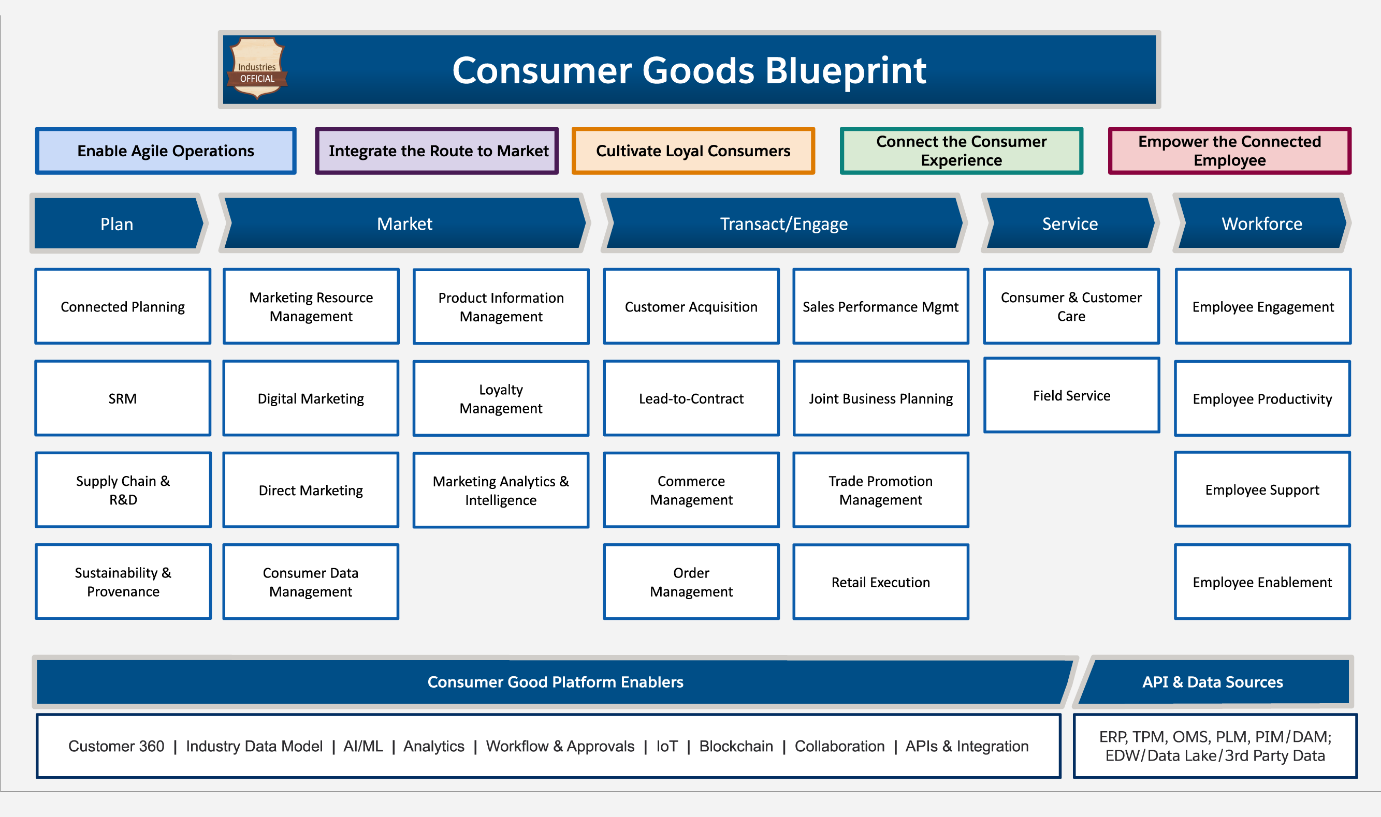 Industries
OFFICIAL
Consumer Goods Blueprint
Enable Agile Operations
Integrate the Route to Market
Cultivate Loyal Consumers
Connect the Consumer
Experience
Empower the Connected
Employee
Plan
Market
Transact/Engage
Service
Workforce
Connected Planning
Marketing Resource
Management
Product Information
Management
Customer Acquisition
Sales Performance Mgmt
Consumer & Customer
Care
Employee Engagement
SRM
Digital Marketing
Loyalty
Management
Lead-to-Contract
Joint Business Planning
Field Service
Employee Productivity
Supply Chain &
R&D
Direct Marketing
Marketing Analytics &
Intelligence
Commerce
Management
Trade Promotion
Management
Employee Support
Sustainability &
Provenance
Consumer Data
Management
Order
Management
Retail Execution
Employee Enablement
Consumer Good Platform Enablers
API & Data Sources
Customer 360 | Industry Data Model | AI/ML | Analytics | Workflow & Approvals | IoT | Blockchain | Collaboration | APIs & Integration
ERP, TPM, OMS, PLM, PIM/DAM;
EDW/Data Lake/3rd Party Data